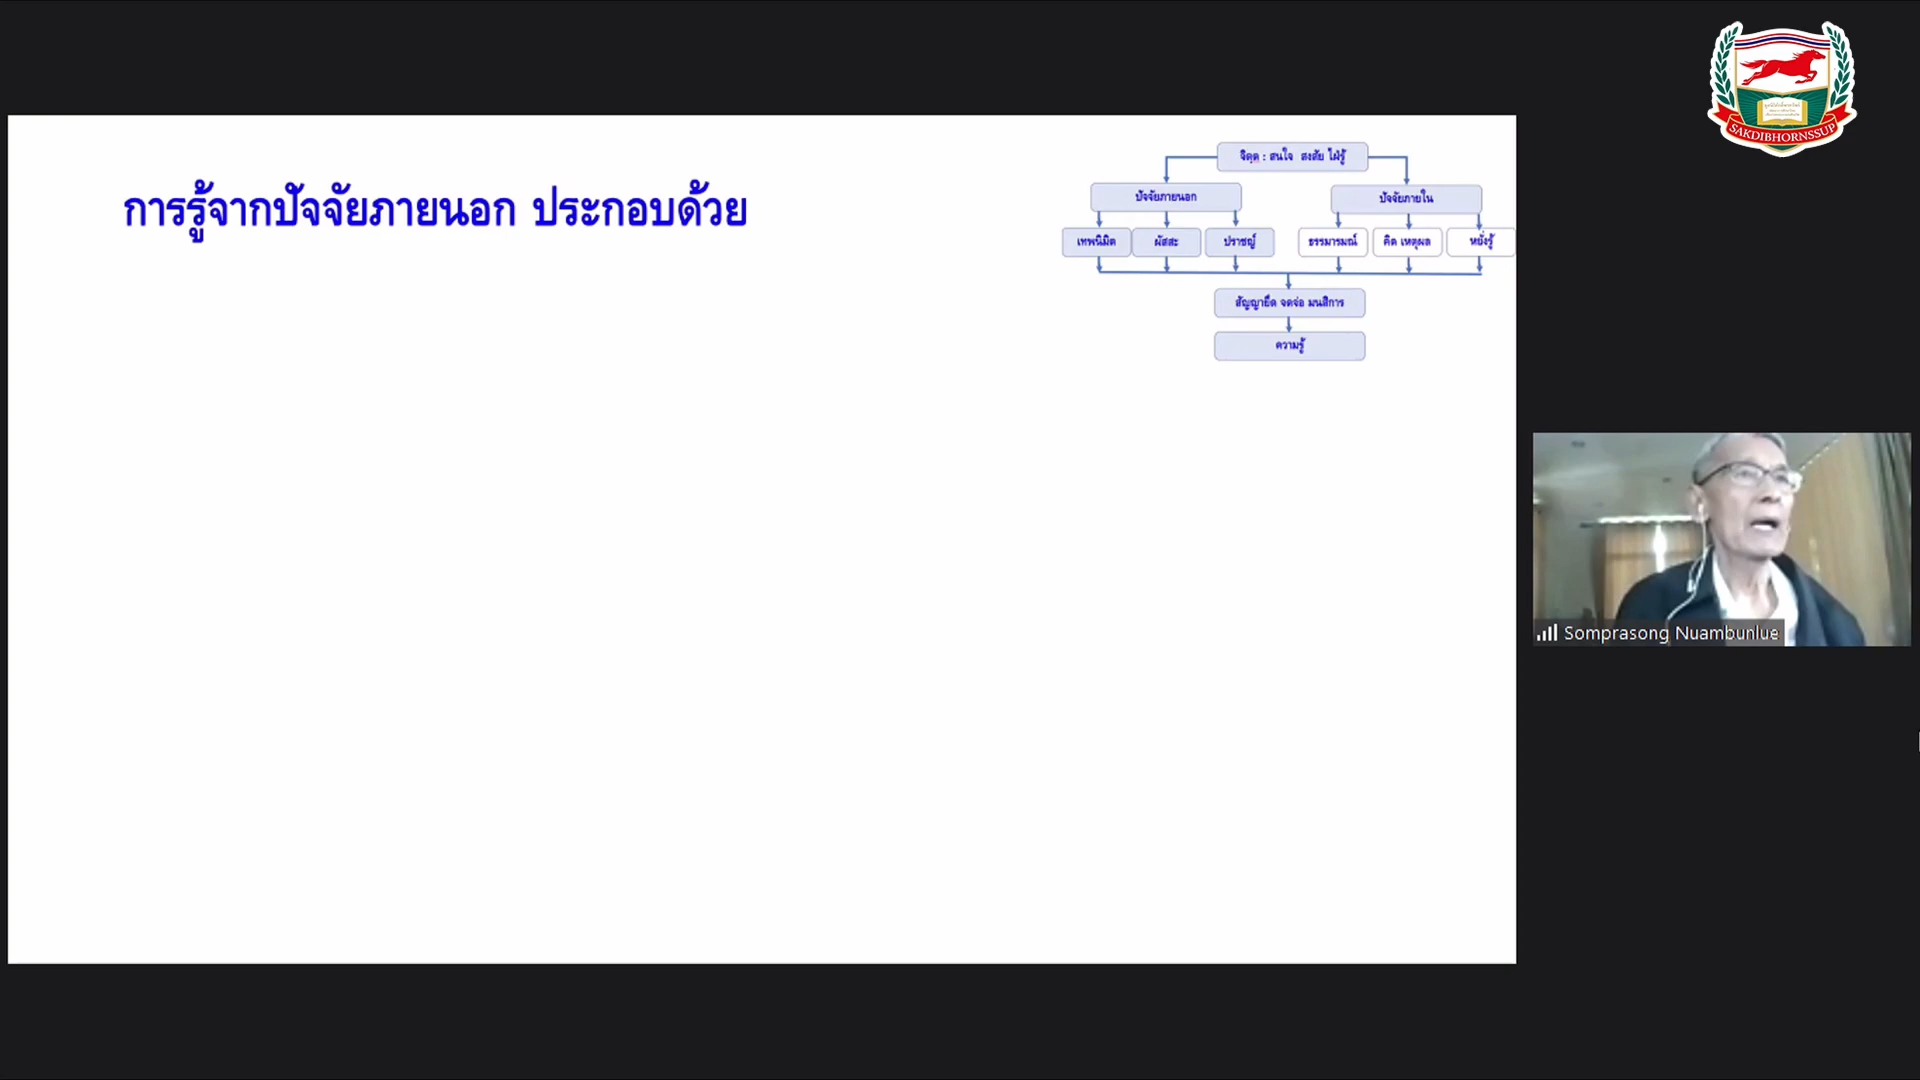 การรู้จากปัจจัยภายนอก ประกอบด้วย
จิตฺต : สนใจ สงสัย ใฝ่รู้
ปัจจัยภายนอก
ปัจจัยภายใน
เทพนิมิต
ผัสสะ
ปราชญ์
ธรรมารมณ์
คิด เหตุผล
หยั่งรู้
สัญญายึด จดจ่อ มนสิการ
ความรู้
SAKDIBHORNSSUP
Somprasong Nuambunlue